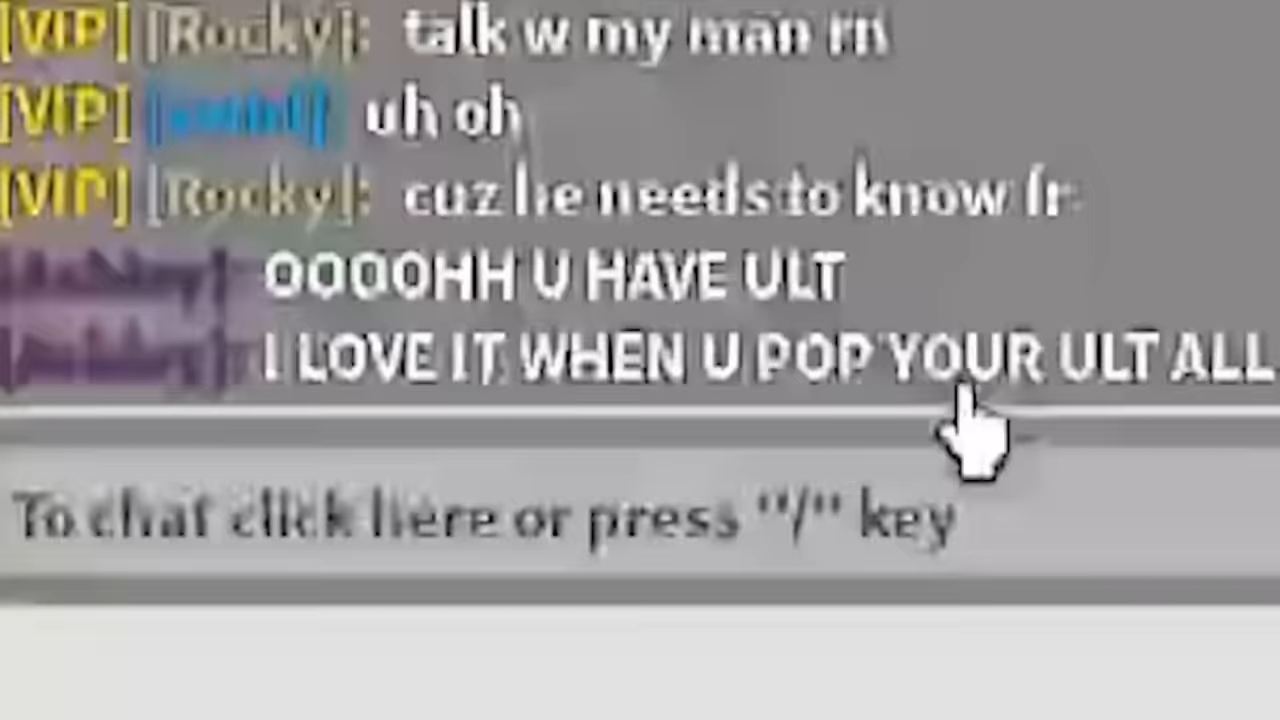 [VIP] [Rocky]: talk w my man rn
[VIP] uh oh
[VIP] [Rocky]: cuz he needs to know fr
OOOOHH U HAVE ULT
I LOVE IT WHEN U POP YOUR ULT ALL
To chat click here or press "/" key